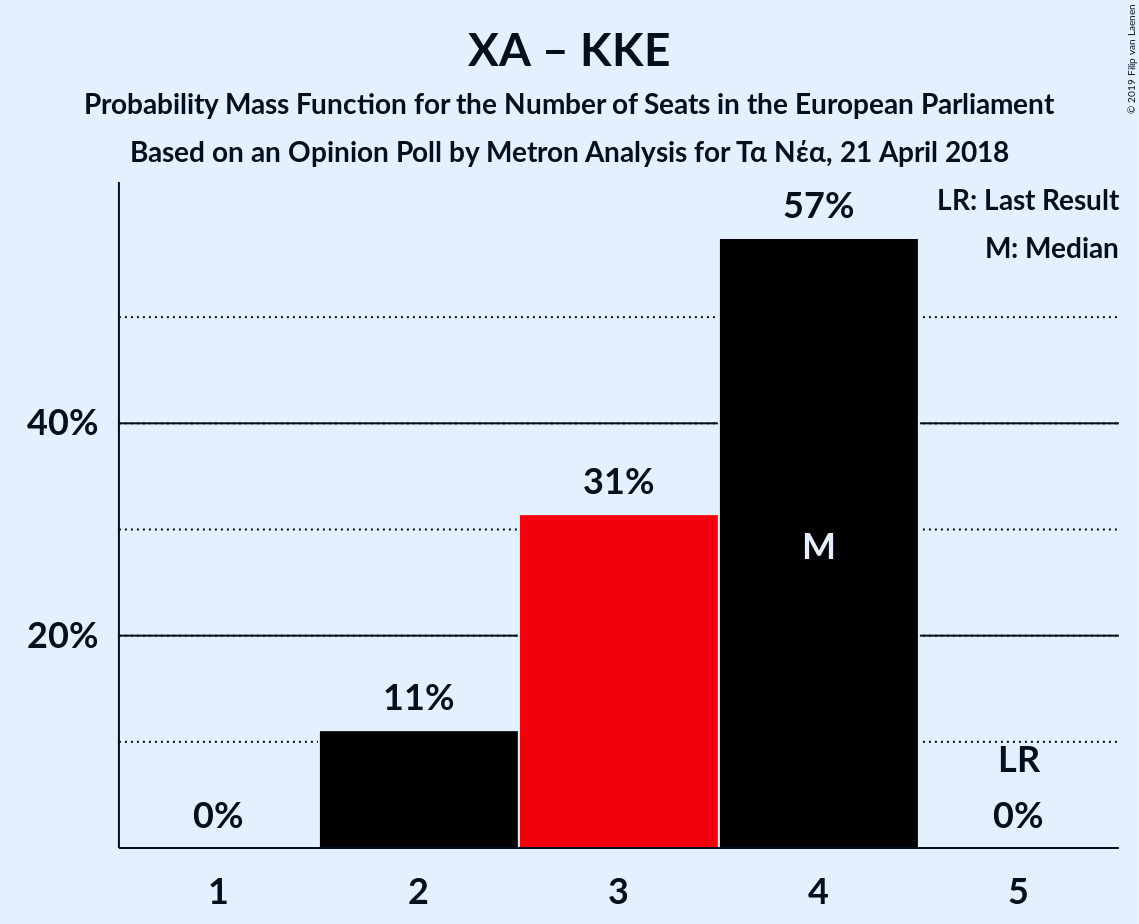 XA – KKE
Probability Mass Function for the Number of Seats in the European Parliament
Based on an Opinion Poll by Metron Analysis for Τα Νέα, 21 April 2018
© 2019 Filip van Laenen
LR: Last Result
M: Median
57%
40%
31%
M
20%
11%
LR
0%
0%
1 2 3 4 5